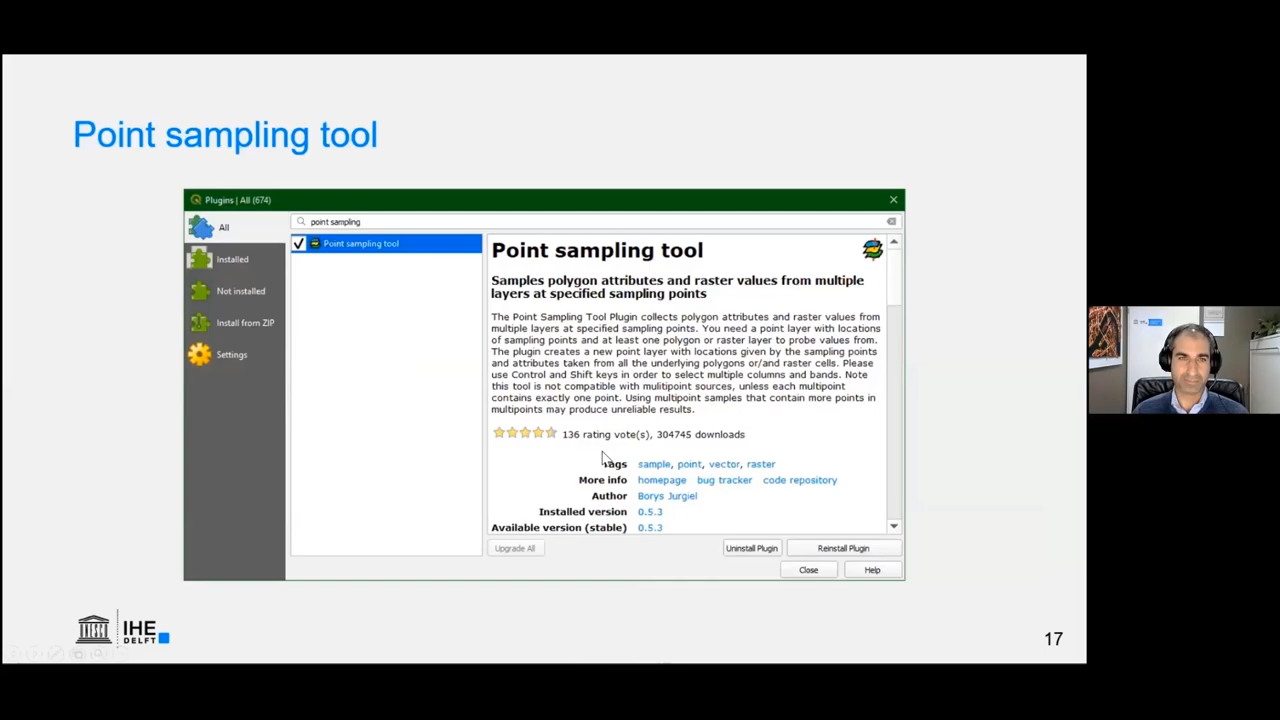 Point sampling tool
Plugins | All (674)
All
point sampling
Installed
Not installed
Install from ZIP
Settings
Point sampling tool
Point sampling tool
Samples polygon attributes and raster values from multiple
layers at specified sampling points
The Point Sampling Tool Plugin collects polygon attributes and raster values from
multiple layers at specified sampling points. You need a point layer with locations
of sampling points and at least one polygon or raster layer to probe values from.
The plugin creates a new point layer with locations given by the sampling points
and attributes taken from all the underlying polygons or/and raster cells. Please
use Control and Shift keys in order to select multiple columns and bands. Note
this tool is not compatible with mulitipoint sources, unless each multipoint
contains exactly one point. Using multipoint samples that contain more points in
multipoints may produce unreliable results.
136 rating vote(s), 304745 downloads
Tags sample, point, vector, raster
More info homepage bug tracker code repository
Author Borys Jurgiel
Installed version 0.5.3
Available version (stable) 0.5.3
Upgrade All
Uninstall Plugin
Reinstall Plugin
Close
Help
UNESCO
IHE
DELFT
17